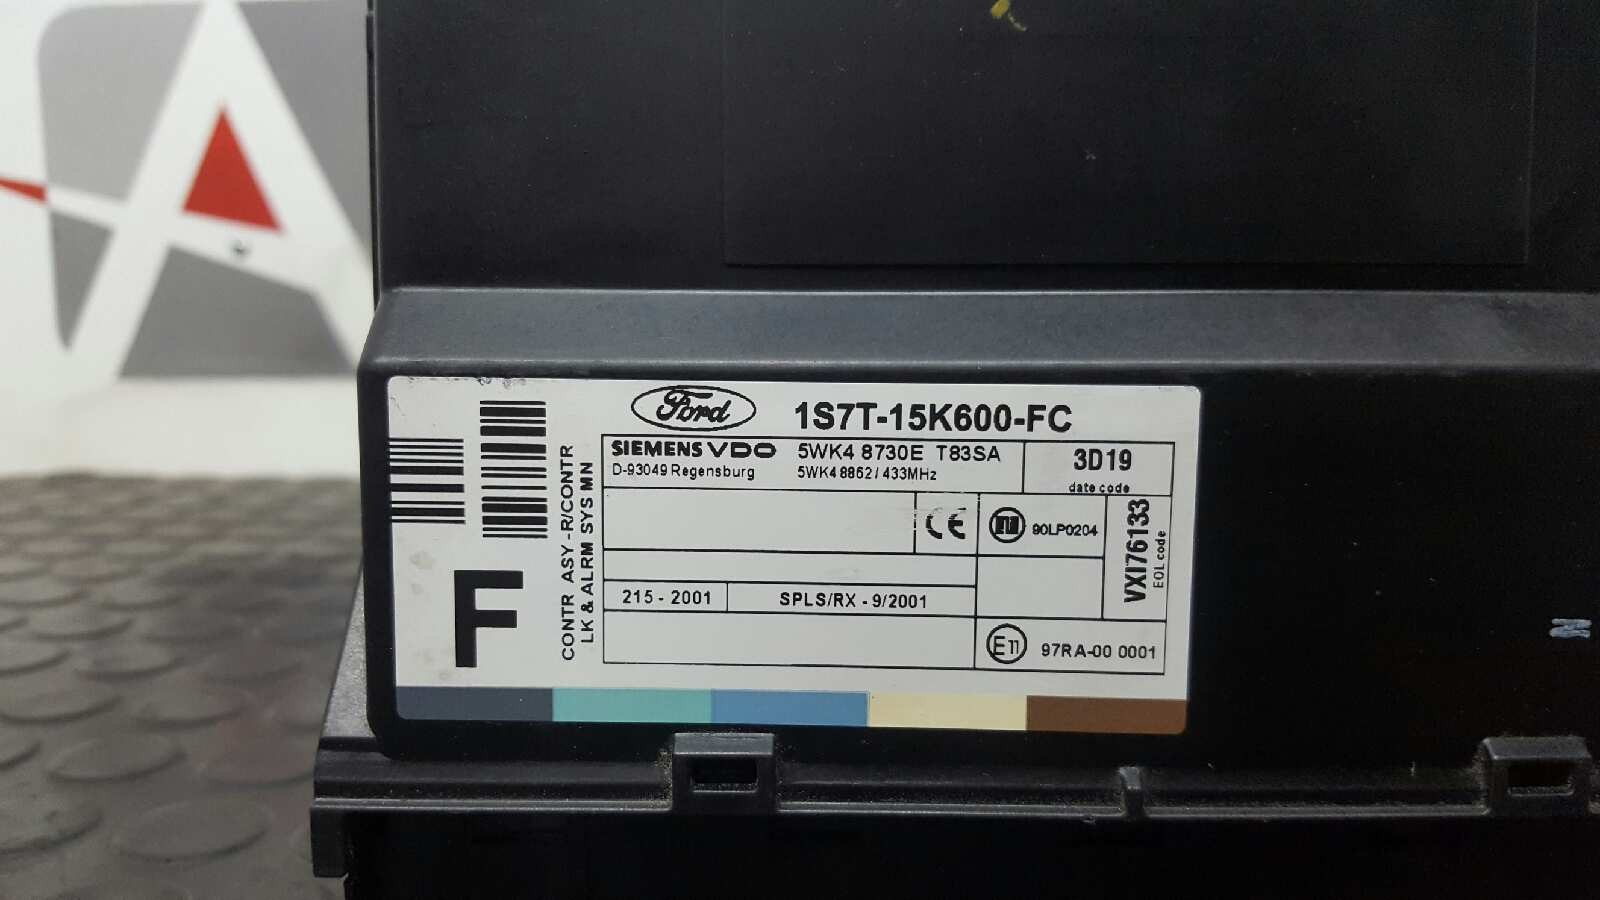 Ford
1S7T-15K600-FC
SIEMENS VDO 5WK4 8730E T83SA
D-93049 Regensburg 5WK4 8862 / 433MHz
3D19
date code
CE
90LP0204
VXI76133
EOL code
215 - 2001
SPLS/RX - 9/2001
E11
97RA-00 0001
F
CONTR ASY -R/CONTR
LK & ALRM SYS MN